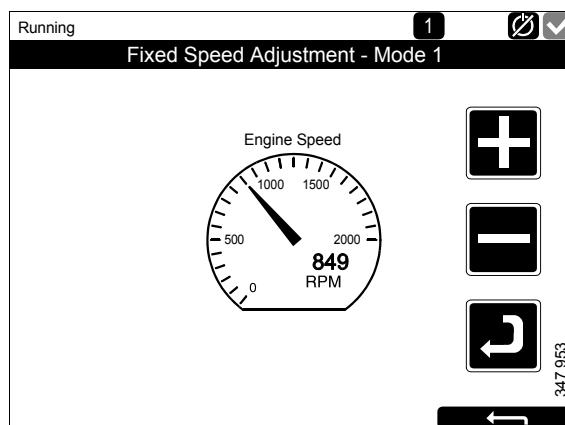 Running
1
Fixed Speed Adjustment - Mode 1
Engine Speed
1000 1500
500 2000
849
RPM
0
347 953